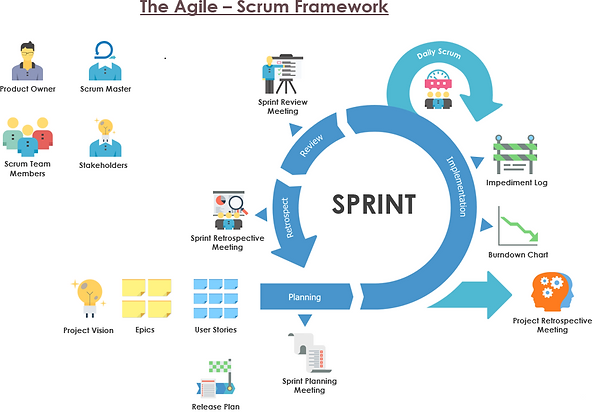 The Agile – Scrum Framework
Product Owner
Scrum Master
Scrum Team
Members
Stakeholders
Sprint Review
Meeting
Daily Scrum
Impediment Log
Burndown Chart
Review
Retrospect
Implementation
SPRINT
Sprint Retrospective
Meeting
Planning
Project Vision
Epics
User Stories
Sprint Planning
Meeting
Release Plan
Project Retrospective
Meeting